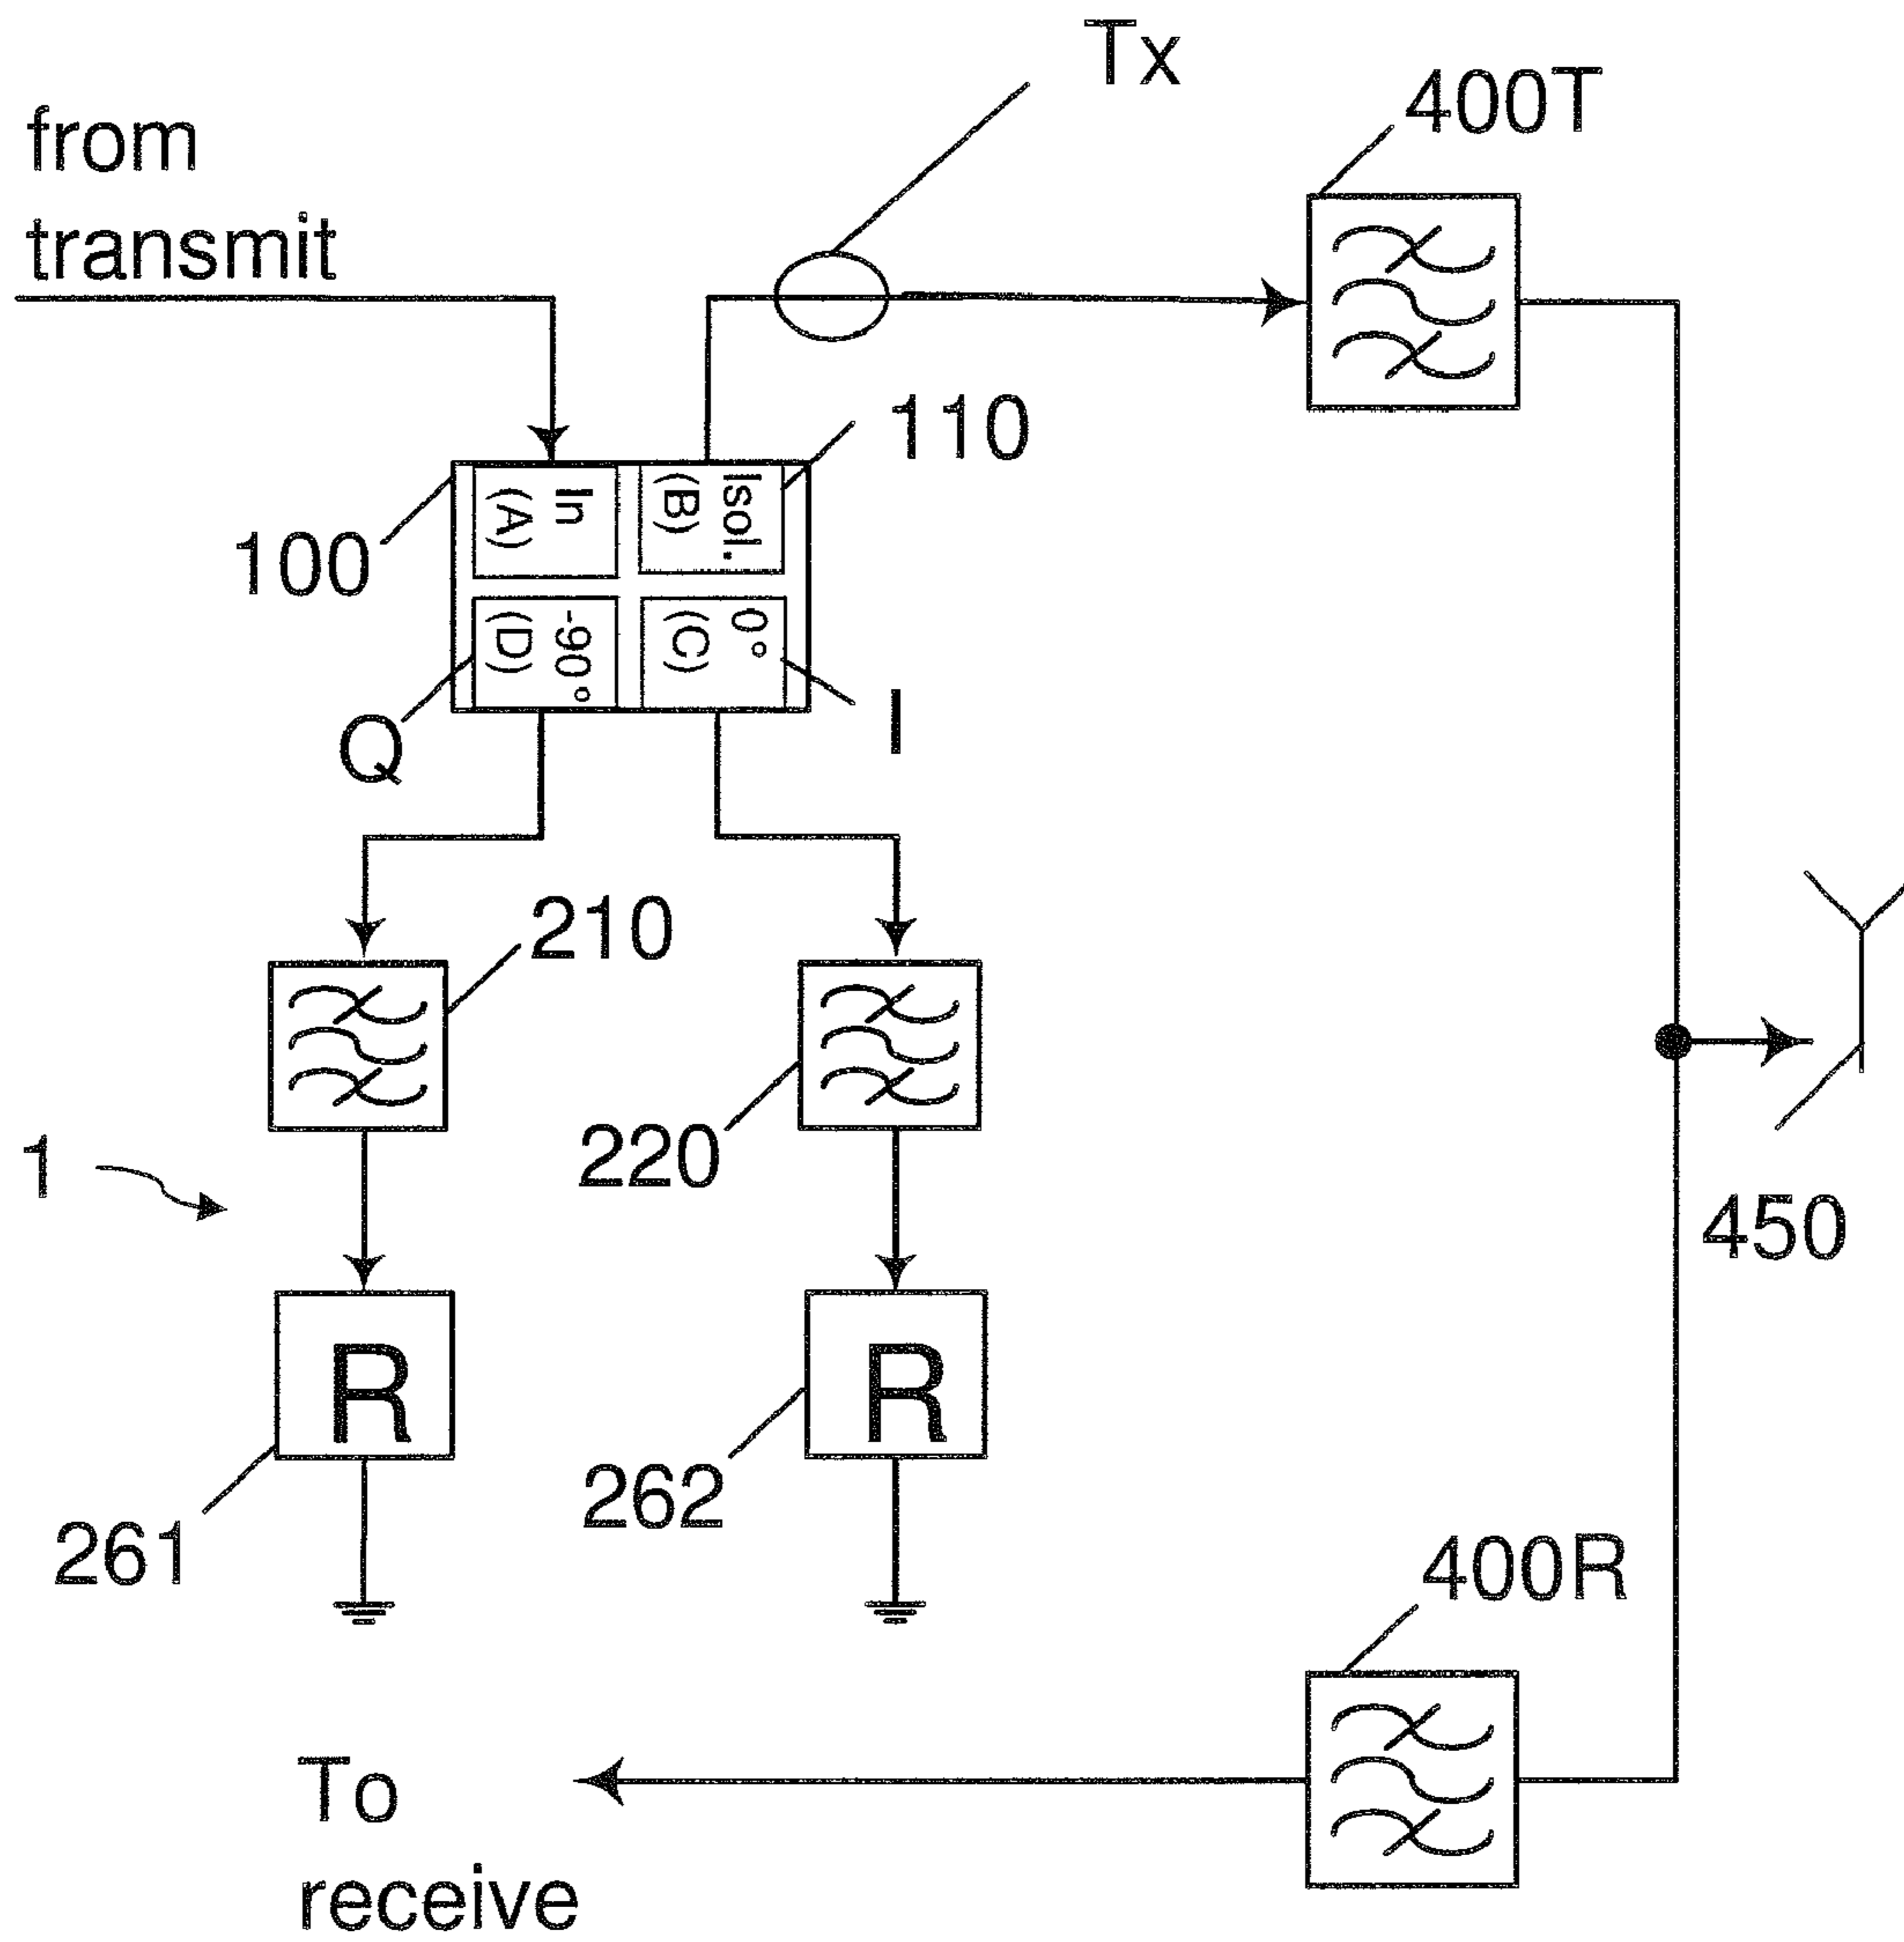 Tx
400T
from
transmit
110
In
(A)
Isol.
(B)
100
-90°
(D)
0°
(C)
Q
I
210
220
1
450
R
R
261
262
400R
To
receive